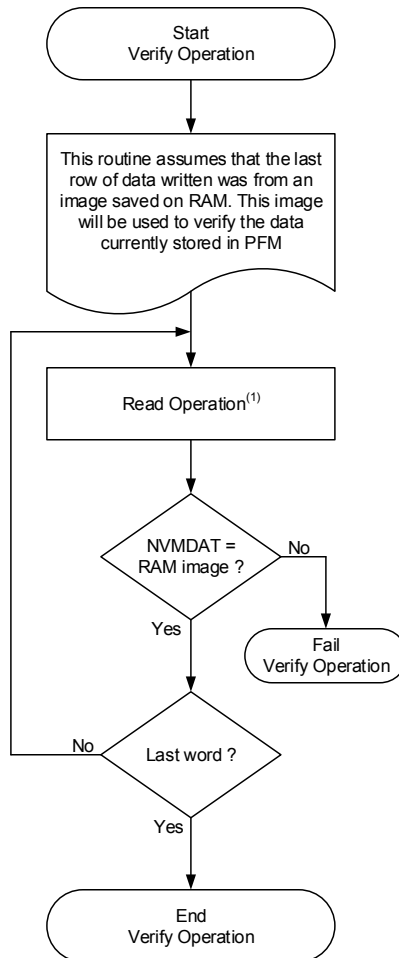 Start
Verify Operation
This routine assumes that the last
row of data written was from an
image saved on RAM. This image
will be used to verify the data
currently stored in PFM
Read Operation(1)
NVMDAT =
RAM image ?
No
Yes
Fail
Verify Operation
Last word ?
No
Yes
End
Verify Operation